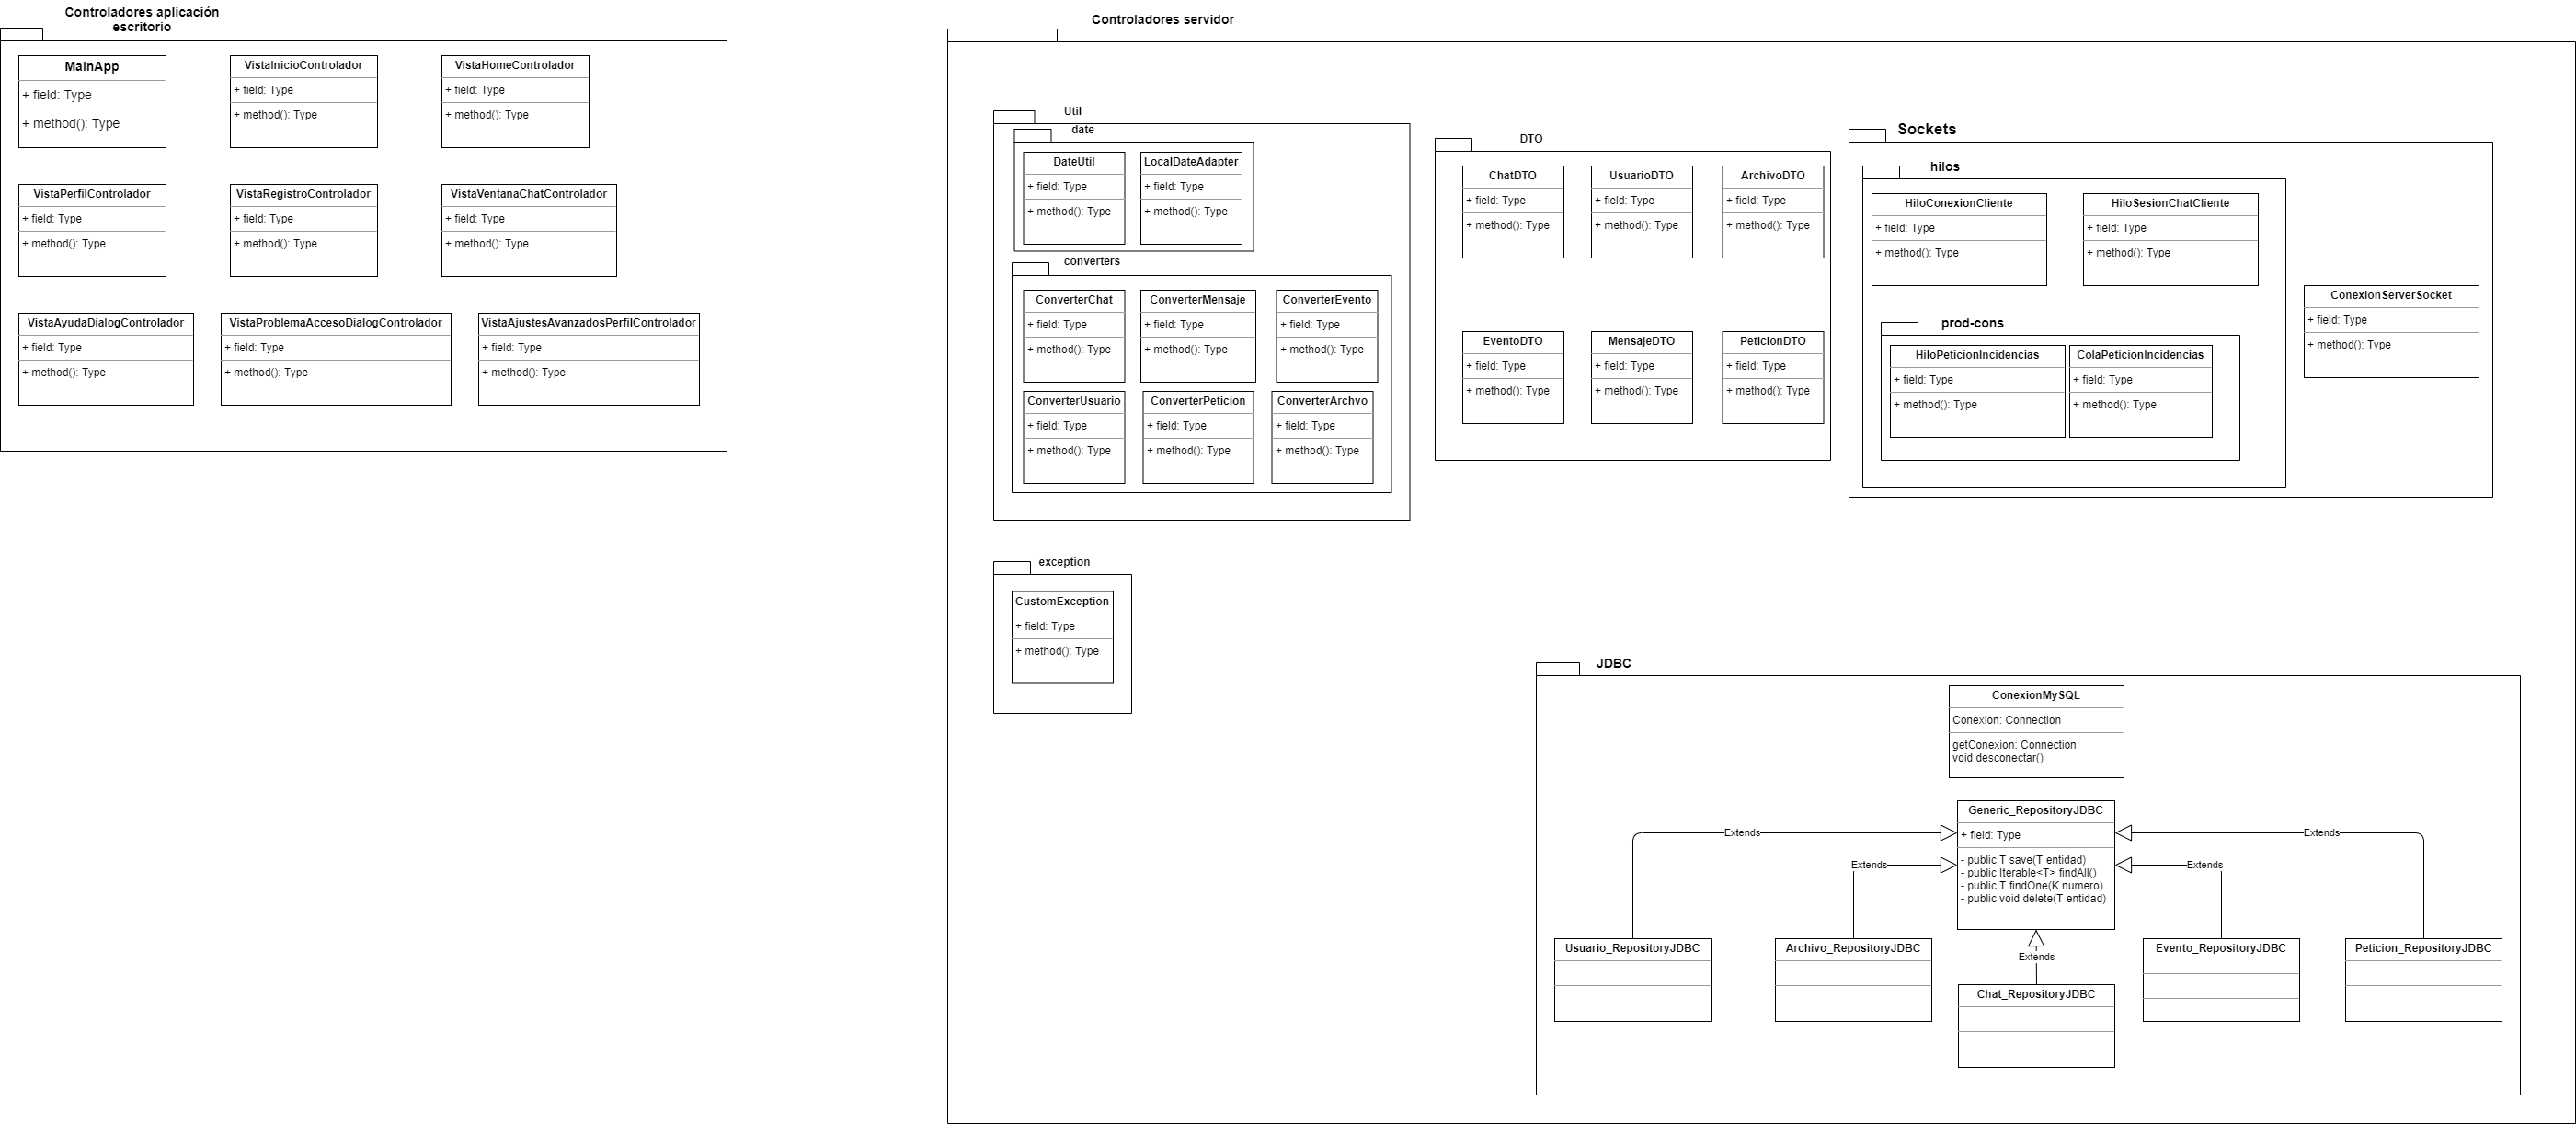 Controladores aplicación
escritorio
MainApp
+ field: Type
+ method(): Type
VistaInicioControlador
+ field: Type
+ method(): Type
VistaHomeControlador
+ field: Type
+ method(): Type
VistaPerfilControlador
+ field: Type
+ method(): Type
VistaRegistroControlador
+ field: Type
+ method(): Type
VistaVentanaChatControlador
+ field: Type
+ method(): Type
VistaAyudaDialogControlador
+ field: Type
+ method(): Type
VistaProblemaAccesoDialogControlador
+ field: Type
+ method(): Type
VistaAjustesAvanzadosPerfilControlador
+ field: Type
+ method(): Type
Controladores servidor
Util
date
DateUtil
+ field: Type
+ method(): Type
LocalDateAdapter
+ field: Type
+ method(): Type
converters
ConverterChat
+ field: Type
+ method(): Type
ConverterMensaje
+ field: Type
+ method(): Type
ConverterEvento
+ field: Type
+ method(): Type
ConverterUsuario
+ field: Type
+ method(): Type
ConverterPeticion
+ field: Type
+ method(): Type
ConverterArchvo
+ field: Type
+ method(): Type
DTO
ChatDTO
+ field: Type
+ method(): Type
UsuarioDTO
+ field: Type
+ method(): Type
ArchivoDTO
+ field: Type
+ method(): Type
EventoDTO
+ field: Type
+ method(): Type
MensajeDTO
+ field: Type
+ method(): Type
PeticionDTO
+ field: Type
+ method(): Type
Sockets
hilos
HiloConexionCliente
+ field: Type
+ method(): Type
HiloSesionChatCliente
+ field: Type
+ method(): Type
prod-cons
HiloPeticionIncidencias
+ field: Type
+ method(): Type
ColaPeticionIncidencias
+ field: Type
+ method(): Type
ConexionServerSocket
+ field: Type
+ method(): Type
exception
CustomException
+ field: Type
+ method(): Type
JDBC
ConexionMySQL
Conexion: Connection
getConexion: Connection
void desconectar()
Generic_RepositoryJDBC
+ field: Type
- public T save(T entidad)
- public Iterable<T> findAll()
- public T findOne(K numero)
- public void delete(T entidad)
Extends
Extends
Extends
Extends
Extends
Usuario_RepositoryJDBC
Archivo_RepositoryJDBC
Chat_RepositoryJDBC
Evento_RepositoryJDBC
Peticion_RepositoryJDBC